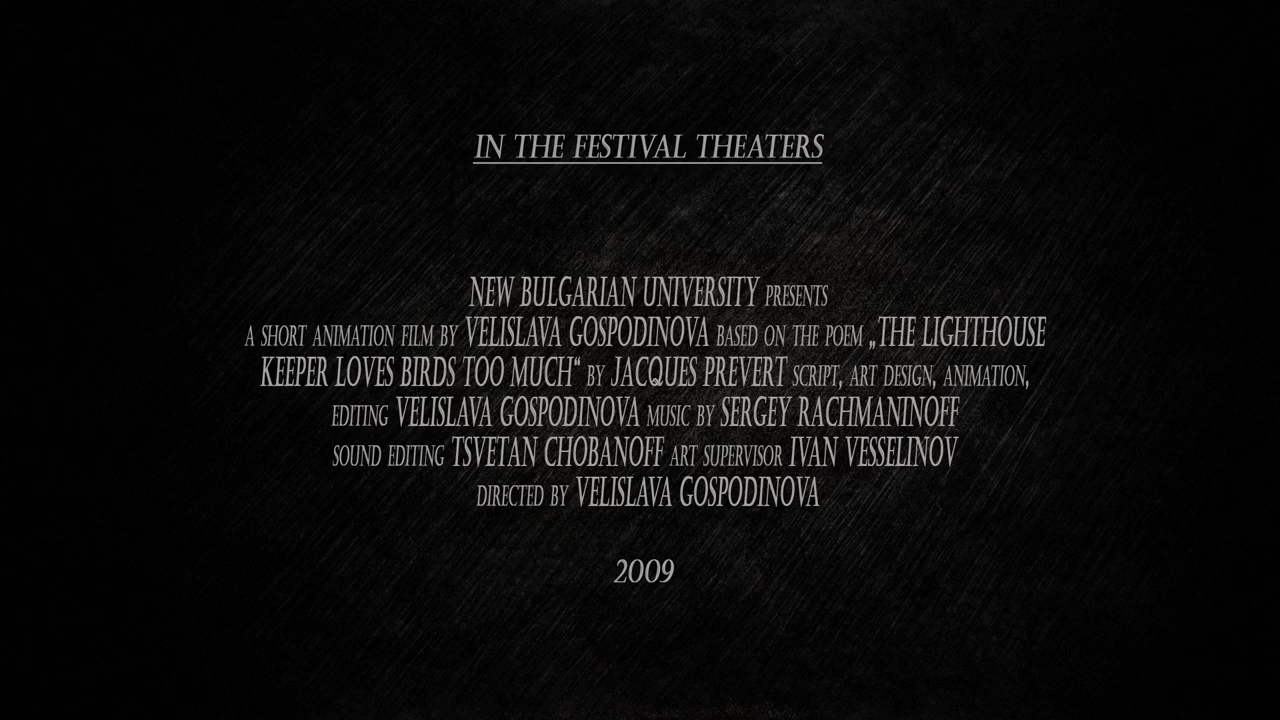 IN THE FESTIVAL THEATERS
NEW BULGARIAN UNIVERSITY PRESENTS
A SHORT ANIMATION FILM BY VELISLAVA GOSPODINOVA BASED ON THE POEM „THE LIGHTHOUSE
KEEPER LOVES BIRDS TOO MUCH“ BY JACQUES PREVERT SCRIPT, ART DESIGN, ANIMATION,
EDITING VELISLAVA GOSPODINOVA MUSIC BY SERGEY RACHMANINOFF
SOUND EDITING TSVETAN CHOBANOFF ART SUPERVISOR IVAN VESSELINOV
DIRECTED BY VELISLAVA GOSPODINOVA
2009